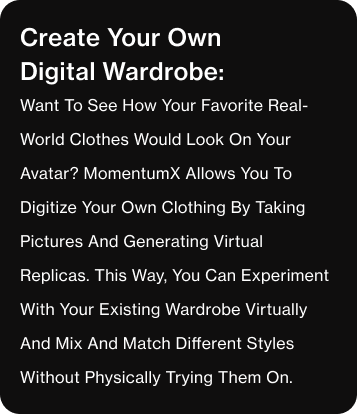 Create Your Own
Digital Wardrobe:
Want To See How Your Favorite Real-
World Clothes Would Look On Your
Avatar? MomentumX Allows You To
Digitize Your Own Clothing By Taking
Pictures And Generating Virtual
Replicas. This Way, You Can Experiment
With Your Existing Wardrobe Virtually
And Mix And Match Different Styles
Without Physically Trying Them On.